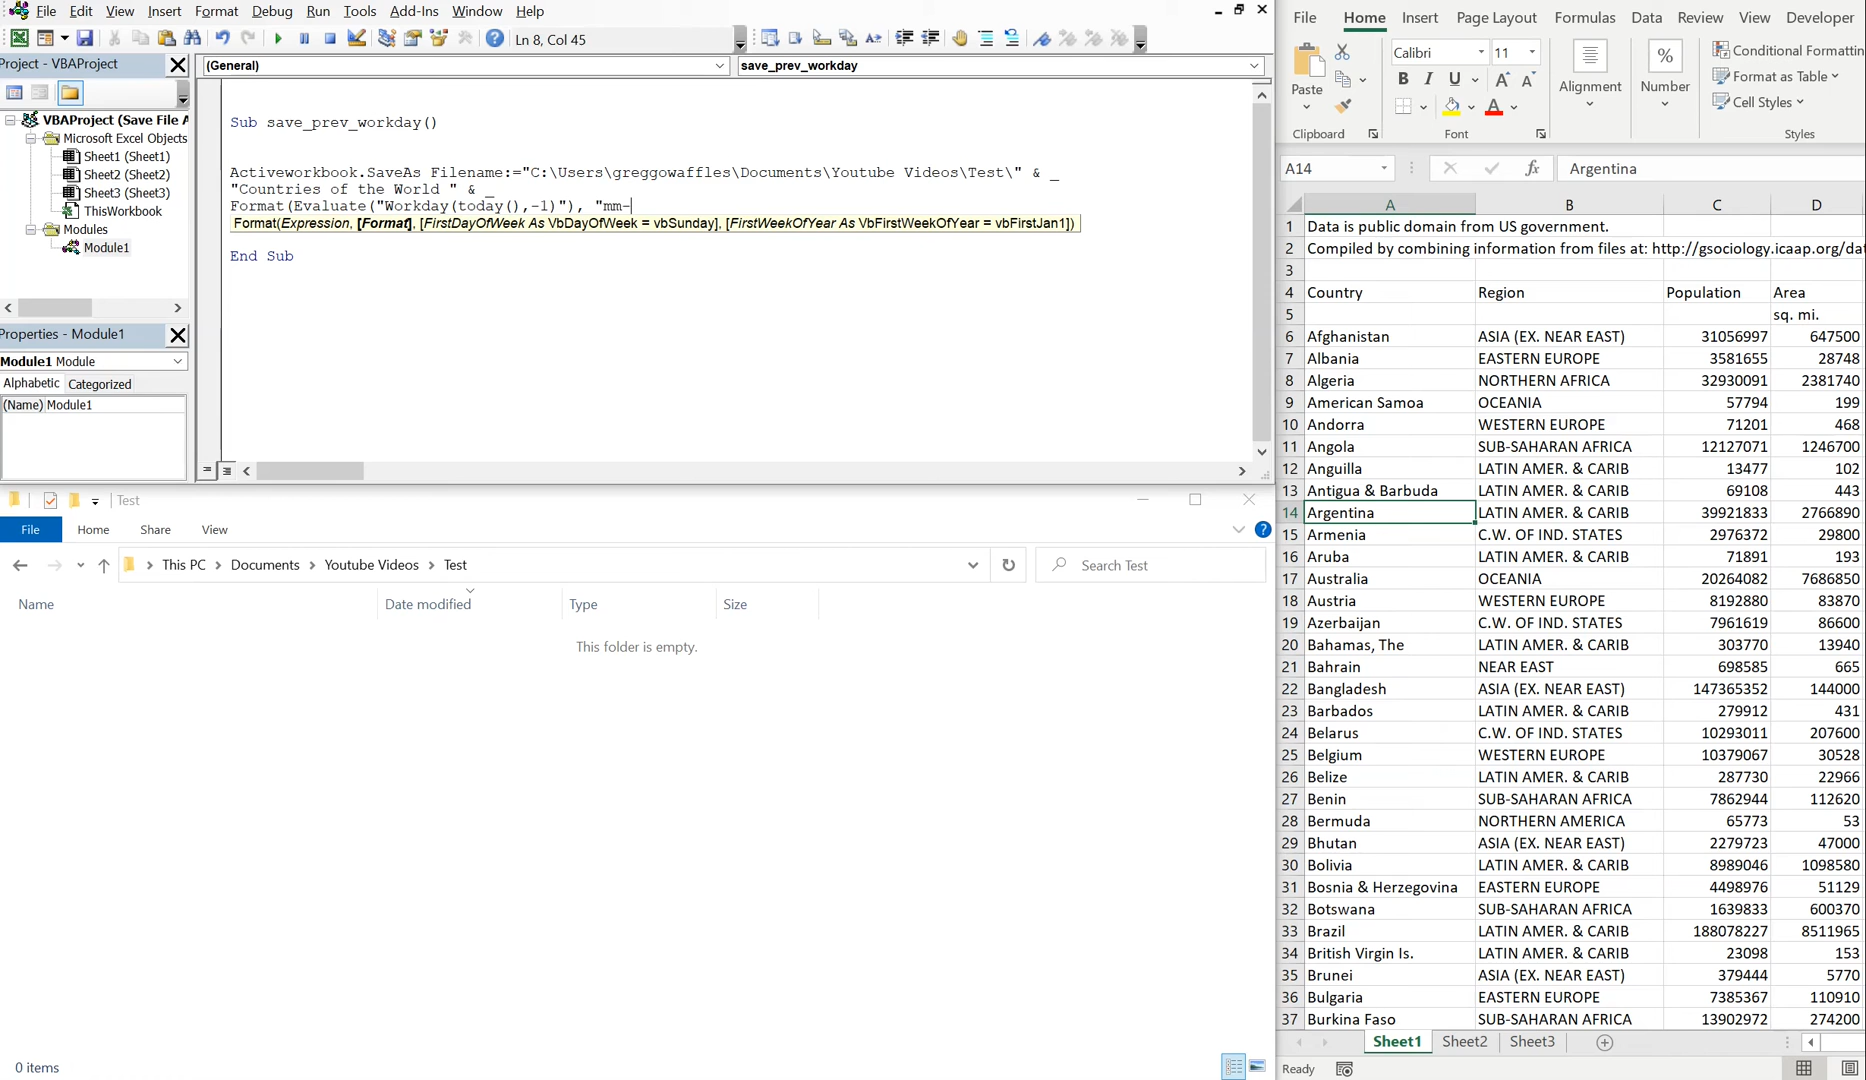 File Edit View Insert Format Debug Run Tools Add-Ins Window Help
Ln 8, Col 45
Project - VBAProject
VBAProject (Save File A
Microsoft Excel Objects
Sheet1 (Sheet1)
Sheet2 (Sheet2)
Sheet3 (Sheet3)
ThisWorkbook
Modules
Module1
Properties - Module1
Module1 Module
Alphabetic Categorized
(Name) Module1
(General)
save_prev_workday
Sub save_prev_workday()
Activeworkbook.SaveAs Filename:="C:\Users\greggowaffles\Documents\Youtube Videos\Test\" & _
"Countries of the World " & _
Format(Evaluate("Workday(today(),-1)"), "mm-
Format(Expression, [Format], [FirstDayOfWeek As VbDayOfWeek = vbSunday], [FirstWeekOfYear As VbFirstWeekOfYear = vbFirstJan1])
End Sub
Test
File Home Share View
This PC Documents Youtube Videos Test
Search Test
Name Date modified Type Size
This folder is empty.
0 items
File Home Insert Page Layout Formulas Data Review View Developer
Paste
Clipboard
Calibri 11
B I U A A
A
Font
Alignment
%
Number
Conditional Formattin
Format as Table
Cell Styles
Styles
A14 fx Argentina
A B C D
1 Data is public domain from US government.
2 Compiled by combining information from files at: http://gsociology.icaap.org/dat
3
4 Country Region Population Area
5 sq. mi.
6 Afghanistan ASIA (EX. NEAR EAST) 31056997 647500
7 Albania EASTERN EUROPE 3581655 28748
8 Algeria NORTHERN AFRICA 32930091 2381740
9 American Samoa OCEANIA 57794 199
10 Andorra WESTERN EUROPE 71201 468
11 Angola SUB-SAHARAN AFRICA 12127071 1246700
12 Anguilla LATIN AMER. & CARIB 13477 102
13 Antigua & Barbuda LATIN AMER. & CARIB 69108 443
14 Argentina LATIN AMER. & CARIB 39921833 2766890
15 Armenia C.W. OF IND. STATES 2976372 29800
16 Aruba LATIN AMER. & CARIB 71891 193
17 Australia OCEANIA 20264082 7686850
18 Austria WESTERN EUROPE 8192880 83870
19 Azerbaijan C.W. OF IND. STATES 7961619 86600
20 Bahamas, The LATIN AMER. & CARIB 303770 13940
21 Bahrain NEAR EAST 698585 665
22 Bangladesh ASIA (EX. NEAR EAST) 147365352 144000
23 Barbados LATIN AMER. & CARIB 279912 431
24 Belarus C.W. OF IND. STATES 10293011 207600
25 Belgium WESTERN EUROPE 10379067 30528
26 Belize LATIN AMER. & CARIB 287730 22966
27 Benin SUB-SAHARAN AFRICA 7862944 112620
28 Bermuda NORTHERN AMERICA 65773 53
29 Bhutan ASIA (EX. NEAR EAST) 2279723 47000
30 Bolivia LATIN AMER. & CARIB 8989046 1098580
31 Bosnia & Herzegovina EASTERN EUROPE 4498976 51129
32 Botswana SUB-SAHARAN AFRICA 1639833 600370
33 Brazil LATIN AMER. & CARIB 188078227 8511965
34 British Virgin Is. LATIN AMER. & CARIB 23098 153
35 Brunei ASIA (EX. NEAR EAST) 379444 5770
36 Bulgaria EASTERN EUROPE 7385367 110910
37 Burkina Faso SUB-SAHARAN AFRICA 13902972 274200
Sheet1 Sheet2 Sheet3
Ready